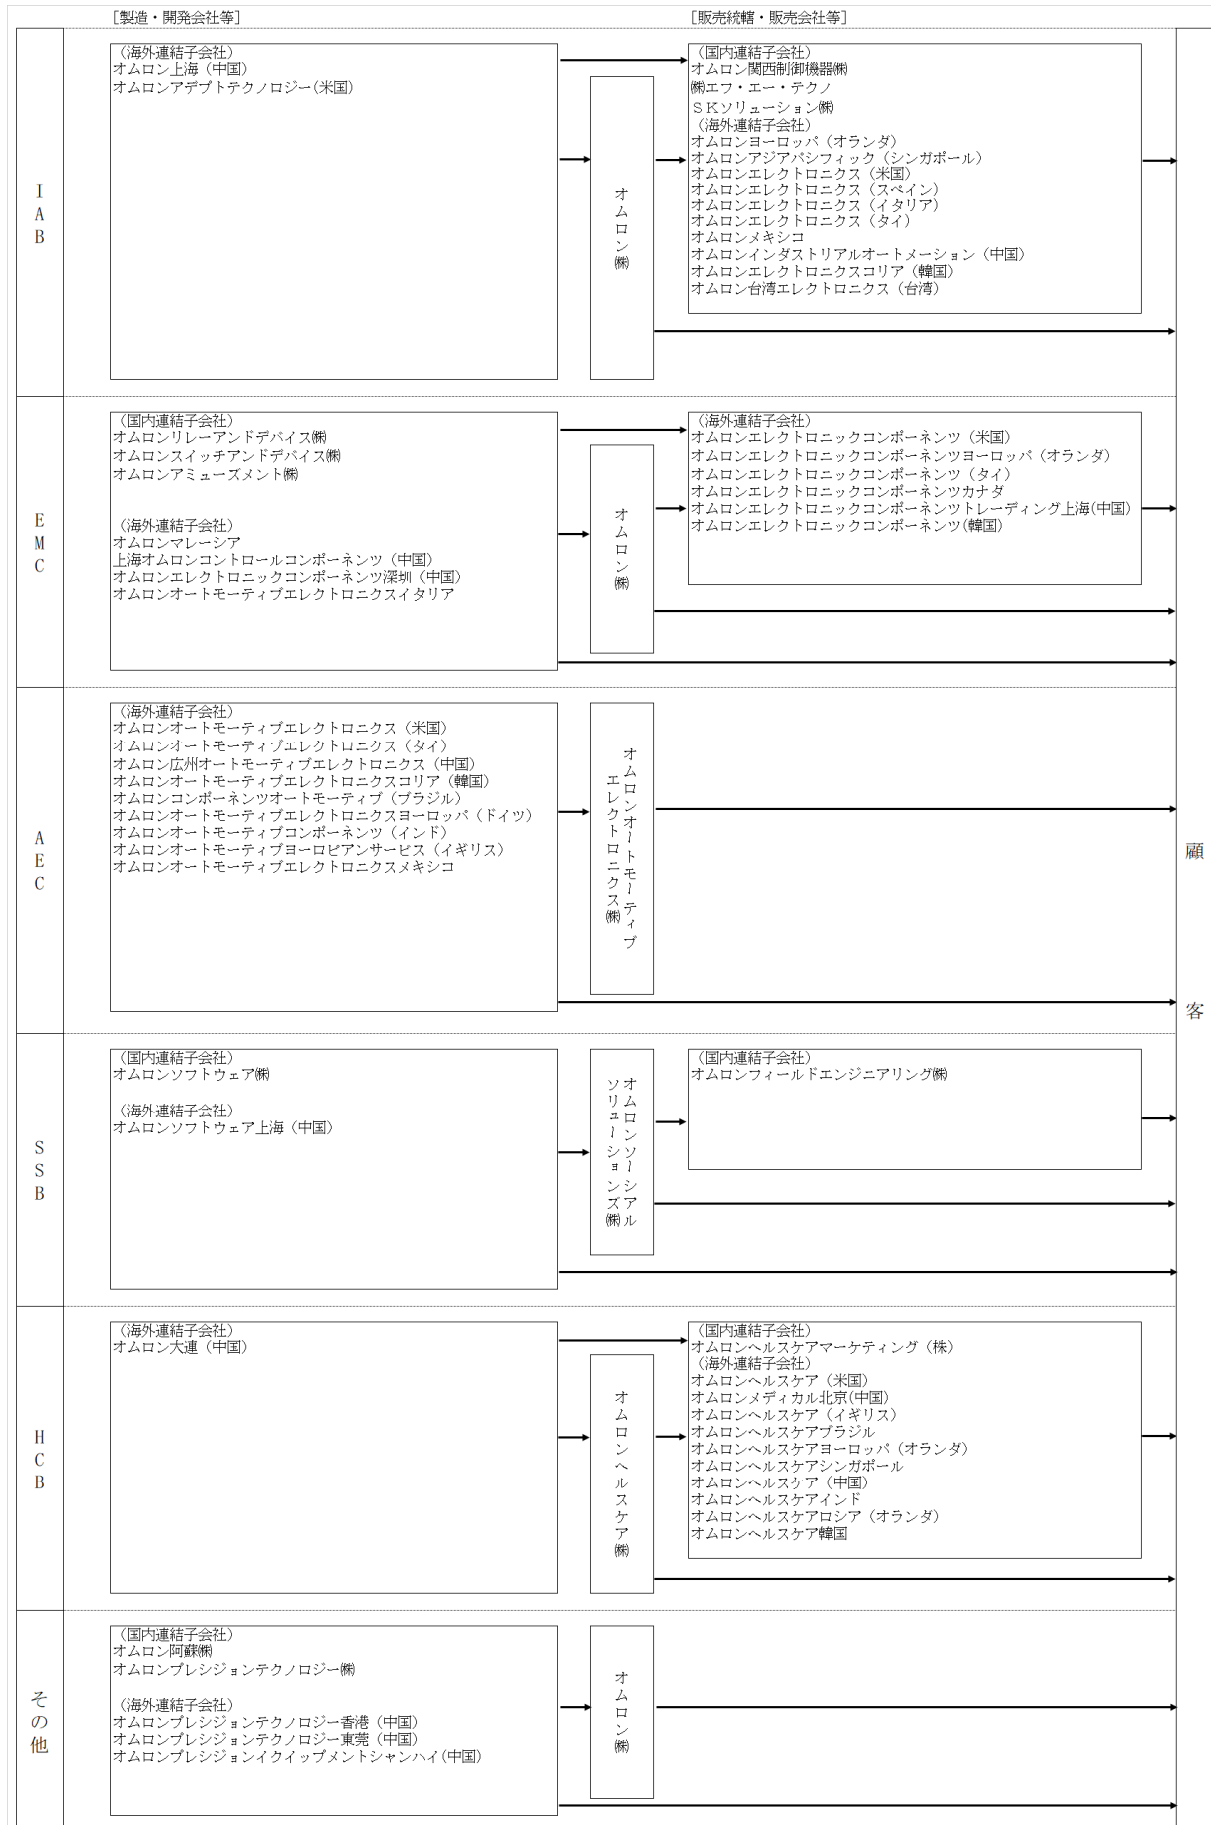 [製造・開発会社等]
[販売統轄・販売会社等]
IAB
（海外連結子会社）
オムロン上海（中国）
オムロンアデプトテクノロジー(米国)
オムロン㈱
（国内連結子会社）
オムロン関西制御機器㈱
㈱エフ・エー・テクノ
ＳＫソリューション㈱
（海外連結子会社）
オムロンヨーロッパ（オランダ）
オムロンアジアパシフィック（シンガポール）
オムロンエレクトロニクス（米国）
オムロンエレクトロニクス（スペイン）
オムロンエレクトロニクス（イタリア）
オムロンエレクトロニクス（タイ）
オムロンメキシコ
オムロンインダストリアルオートメーション（中国）
オムロンエレクトロニクスコリア（韓国）
オムロン台湾エレクトロニクス（台湾）
EMC
（国内連結子会社）
オムロンリレーアンドデバイス㈱
オムロンスイッチアンドデバイス㈱
オムロンアミューズメント㈱
（海外連結子会社）
オムロンマレーシア
上海オムロンコントロールコンポーネンツ（中国）
オムロンエレクトロニックコンポーネンツ深圳（中国）
オムロンオートモーティブエレクトロニクスイタリア
オムロン㈱
（海外連結子会社）
オムロンエレクトロニックコンポーネンツ（米国）
オムロンエレクトロニックコンポーネンツヨーロッパ（オランダ）
オムロンエレクトロニックコンポーネンツ（タイ）
オムロンエレクトロニックコンポーネンツカナダ
オムロンエレクトロニックコンポーネンツトレーディング上海(中国)
オムロンエレクトロニックコンポーネンツ(韓国)
AEC
（海外連結子会社）
オムロンオートモーティブエレクトロニクス（米国）
オムロンオートモーティブエレクトロニクス（タイ）
オムロン広州オートモーティブエレクトロニクス（中国）
オムロンオートモーティブエレクトロニクスコリア（韓国）
オムロンコンポーネンツオートモーティブ（ブラジル）
オムロンオートモーティブエレクトロニクスヨーロッパ（ドイツ）
オムロンオートモーティブコンポーネンツ（インド）
オムロンオートモーティブヨーロピアンサービス（イギリス）
オムロンオートモーティブエレクトロニクスメキシコ
オムロンオートモーティブ
エレクトロニクス㈱
顧客
SSB
（国内連結子会社）
オムロンソフトウェア㈱
（海外連結子会社）
オムロンソフトウェア上海（中国）
オムロンソーシアル
ソリューションズ㈱
（国内連結子会社）
オムロンフィールドエンジニアリング㈱
HCB
（海外連結子会社）
オムロン大連（中国）
オムロンヘルスケア㈱
（国内連結子会社）
オムロンヘルスケアマーケティング（株）
（海外連結子会社）
オムロンヘルスケア（米国）
オムロンメディカル北京(中国)
オムロンヘルスケア（イギリス）
オムロンヘルスケアブラジル
オムロンヘルスケアヨーロッパ（オランダ）
オムロンヘルスケアシンガポール
オムロンヘルスケア（中国）
オムロンヘルスケアインド
オムロンヘルスケアロシア（オランダ）
オムロンヘルスケア韓国
その他
（国内連結子会社）
オムロン阿蘇㈱
オムロンプレシジョンテクノロジー㈱
（海外連結子会社）
オムロンプレシジョンテクノロジー香港（中国）
オムロンプレシジョンテクノロジー東莞（中国）
オムロンプレシジョンイクイップメントシャンハイ(中国)
オムロン㈱